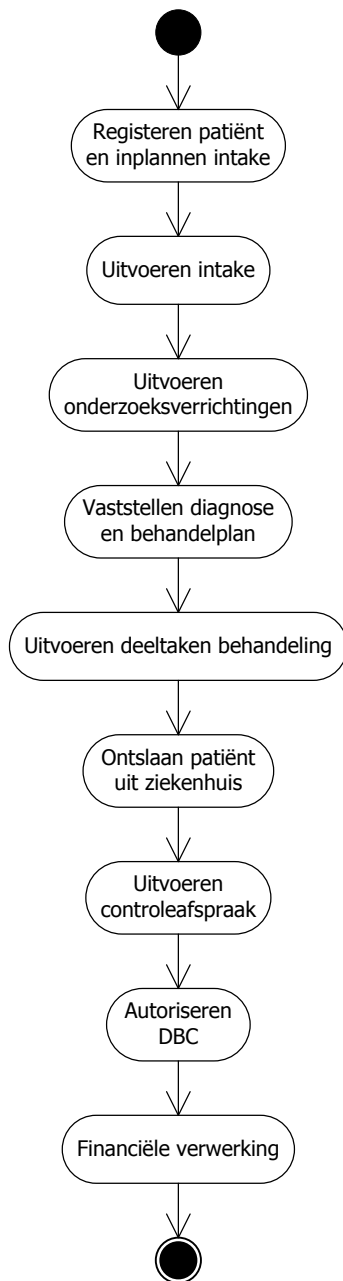 Registeren patiënt
en inplannen intake
Uitvoeren intake
Uitvoeren
onderzoeksverrichtingen
Vaststellen diagnose
en behandelplan
Uitvoeren deeltaken behandeling
Ontslaan patiënt
uit ziekenhuis
Uitvoeren
controleafspraak
Autoriseren
DBC
Financiële verwerking